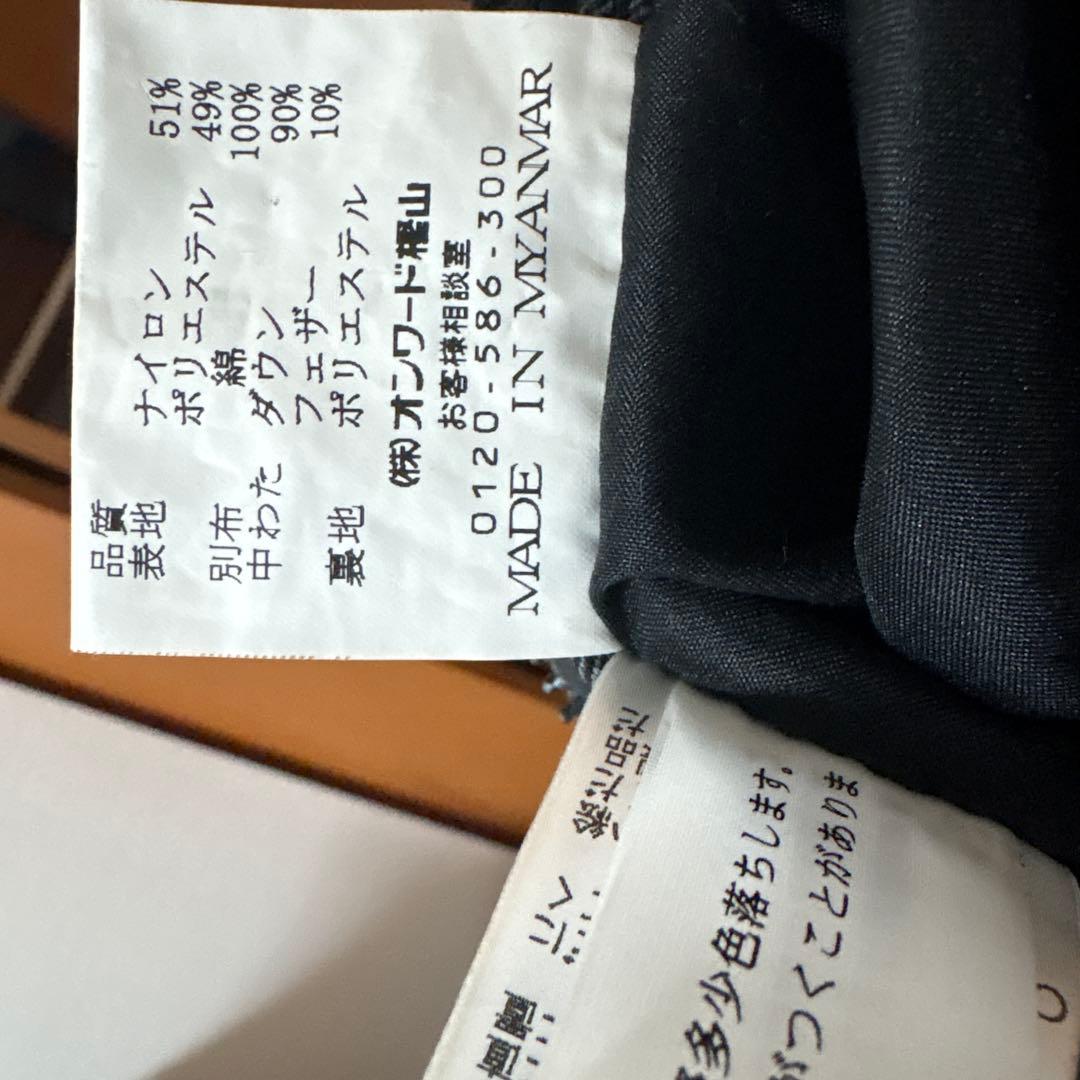 品質
表地 ナイロン 51%
ポリエステル 49%
別布 綿 100%
中わた ダウン 90%
フェザー 10%
裏地 ポリエステル
(株)オンワード樫山
お客様相談室
0120-586-300
MADE IN MYANMAR
多少色落ちします。
がつくことがありま